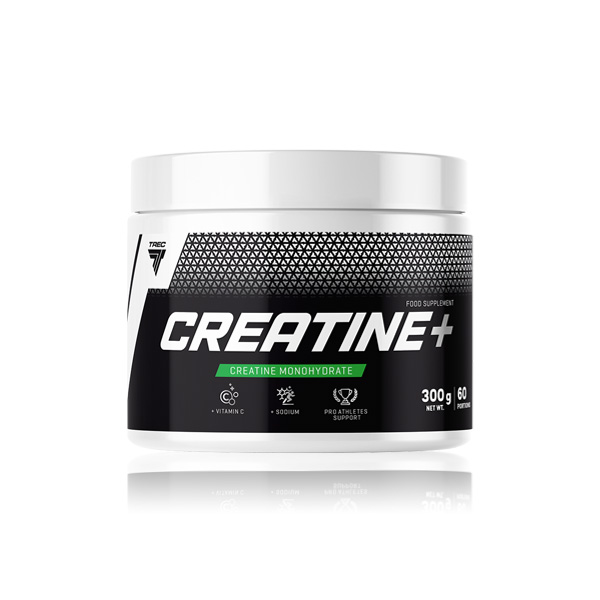 TREC
FOOD SUPPLEMENT
CREATINE+
CREATINE MONOHYDRATE
+ VITAMIN C
+ SODIUM
PRO ATHLETES
SUPPORT
300g
NET WT.
60
PORTIONS